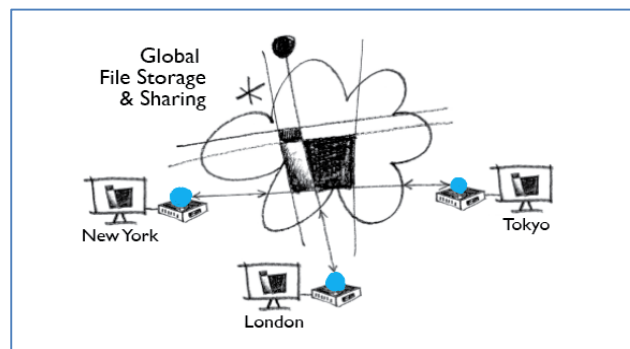 Global
File Storage
& Sharing
New York
Tokyo
London